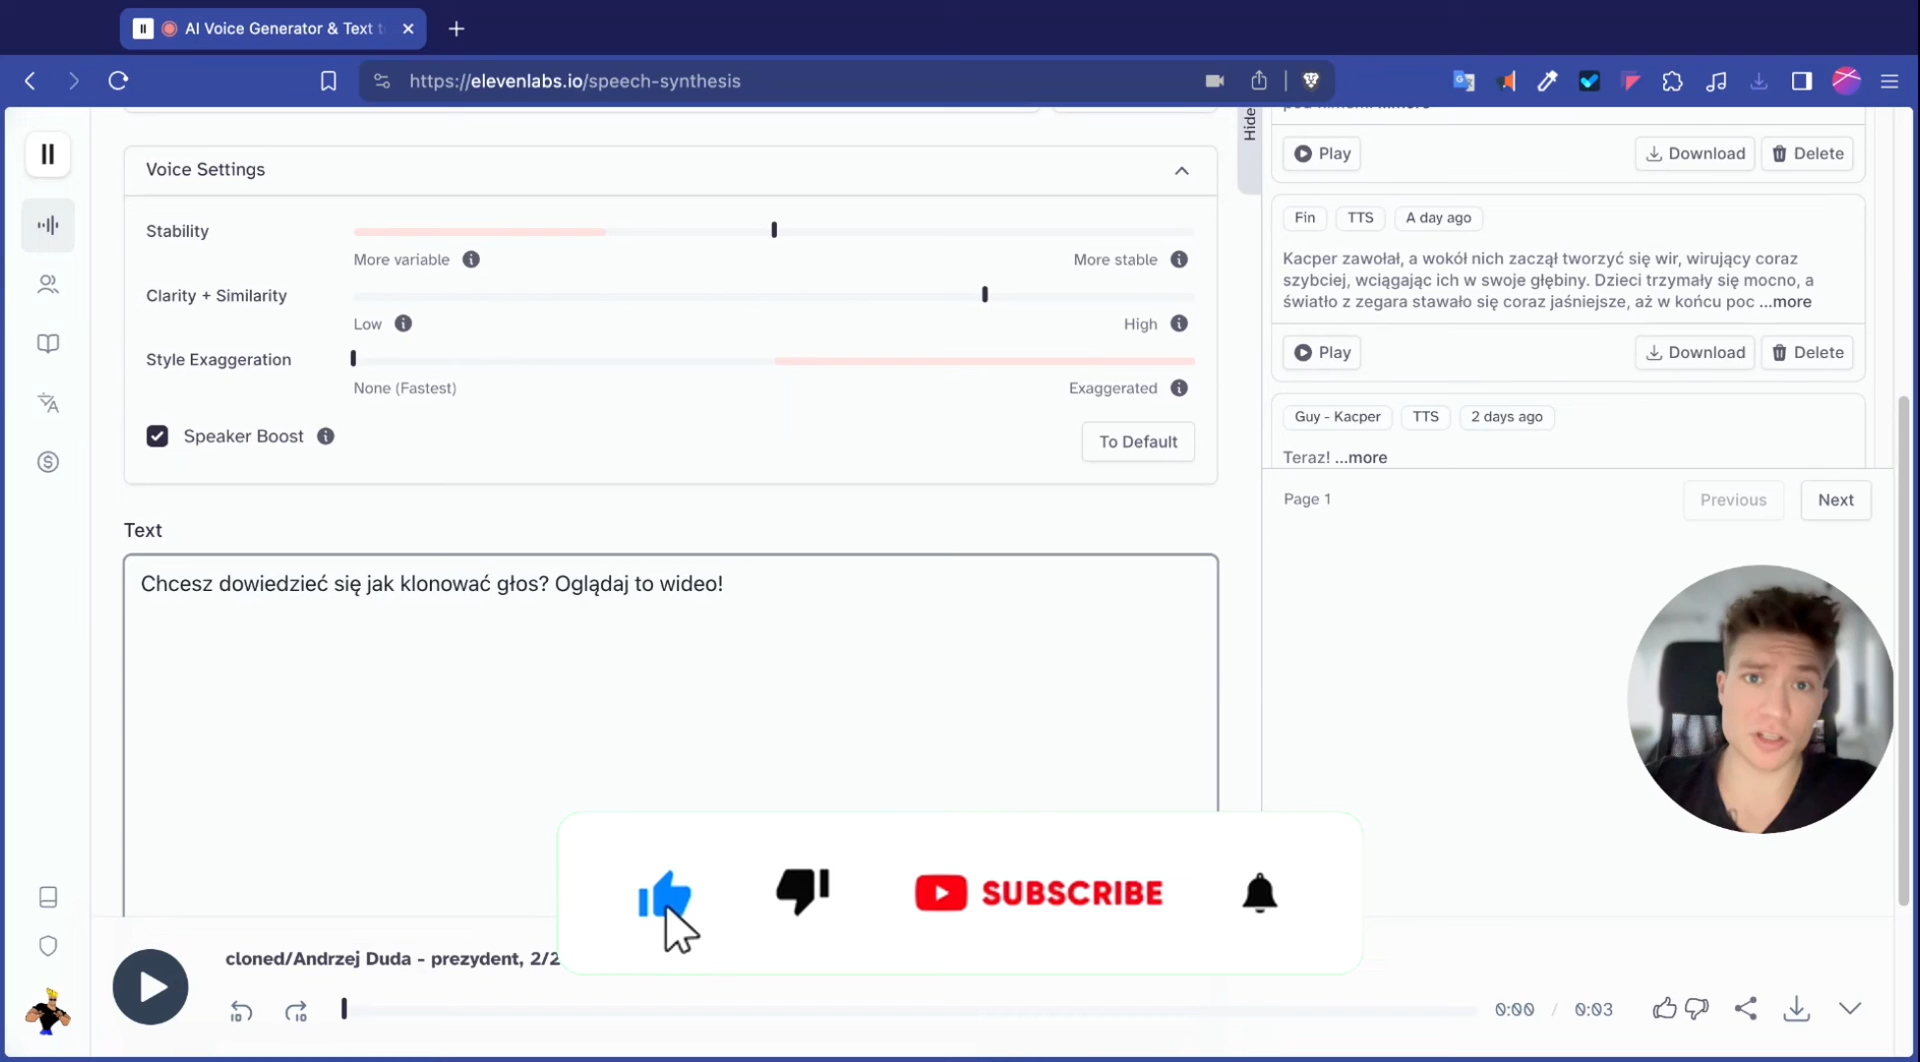 AI Voice Generator & Text t
https://elevenlabs.io/speech-synthesis
Voice Settings
Stability
More variable
More stable
Clarity + Similarity
Low
High
Style Exaggeration
None (Fastest)
Exaggerated
Speaker Boost
To Default
Text
Chcesz dowiedzieć się jak klonować głos? Oglądaj to wideo!
Hide
...more
Play
Download
Delete
Fin
TTS
A day ago
Kacper zawołał, a wokół nich zaczął tworzyć się wir, wirujący coraz
szybciej, wciągając ich w swoje głębiny. Dzieci trzymały się mocno, a
światło z zegara stawało się coraz jaśniejsze, aż w końcu poc ...more
Play
Download
Delete
Guy - Kacper
TTS
2 days ago
Teraz! ...more
Page 1
Previous
Next
SUBSCRIBE
cloned/Andrzej Duda - prezydent, 2/2
10
10
0:00 / 0:03